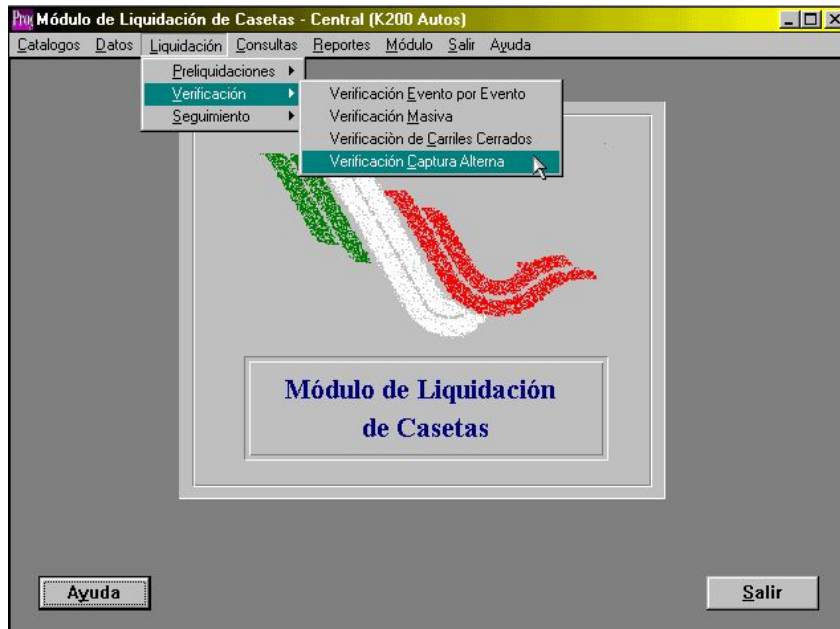 Módulo de Liquidación de Casetas - Central (K200 Autos)
Catalogos Datos Liquidación Consultas Reportes Módulo Salir Ayuda
Preliquidaciones
Verificación
Seguimiento
Verificación Evento por Evento
Verificación Masiva
Verificaciòn de Carriles Cerrados
Verificación Captura Alterna
Módulo de Liquidación
de Casetas
Ayuda
Salir